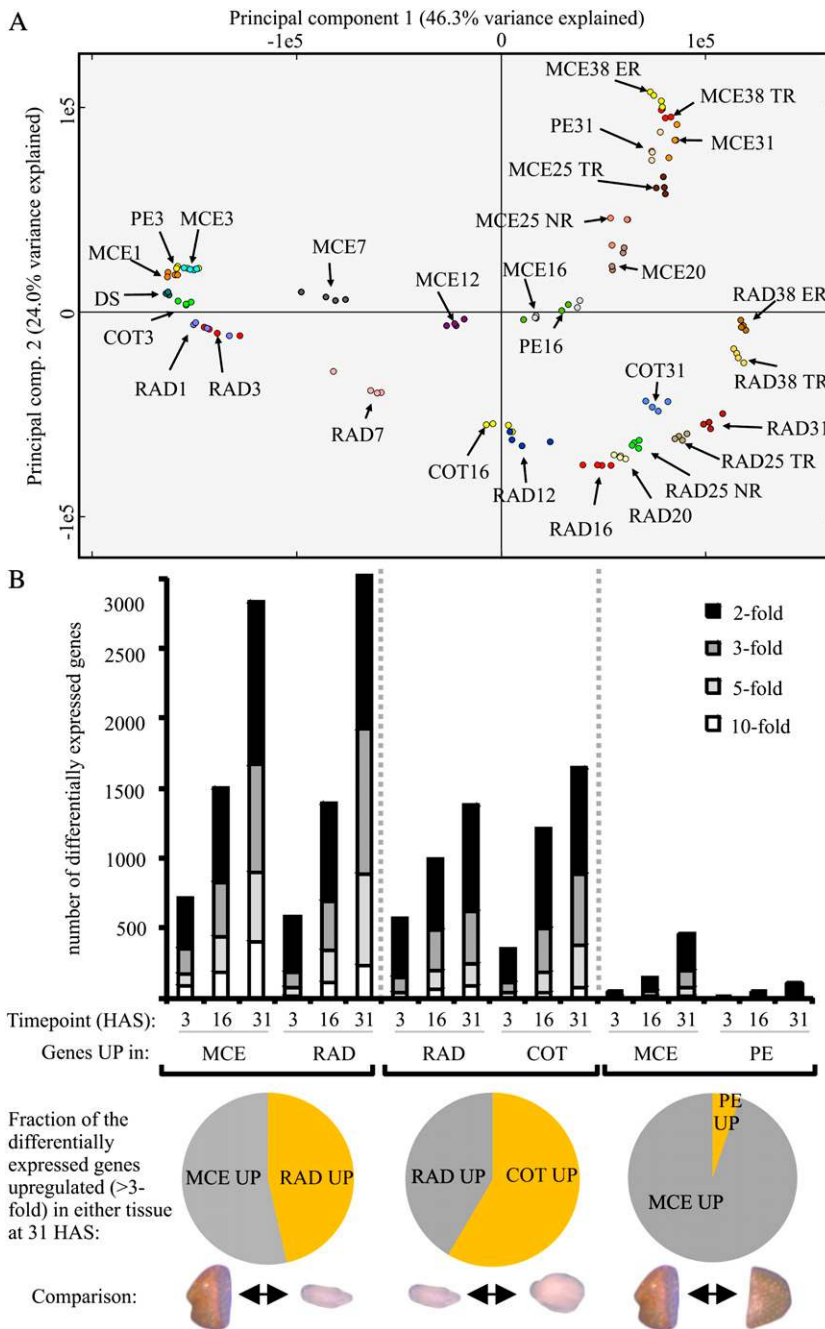 A
Principal component 1 (46.3% variance explained)
-1e5 0 1e5
Principal comp. 2 (24.0% variance explained)
1e5
0
-1e5
MCE38 ER
MCE38 TR
PE31
MCE31
MCE25 TR
PE3
MCE3
MCE25 NR
MCE1
MCE7
MCE12
MCE16
MCE20
DS
RAD38 ER
COT3
PE16
RAD1
RAD3
COT31
RAD38 TR
RAD7
RAD31
COT16
RAD12
RAD25 TR
RAD25 NR
RAD16
RAD20
B
number of differentially expressed genes
3000
2500
2000
1500
1000
500
2-fold
3-fold
5-fold
10-fold
Timepoint (HAS): 3 16 31 3 16 31 3 16 31 3 16 31 3 16 31 3 16 31
Genes UP in: MCE RAD RAD COT MCE PE
Fraction of the
differentially
expressed genes
upregulated (>3-
fold) in either tissue
at 31 HAS:
MCE UP RAD UP
RAD UP COT UP
PE
UP
MCE UP
Comparison: